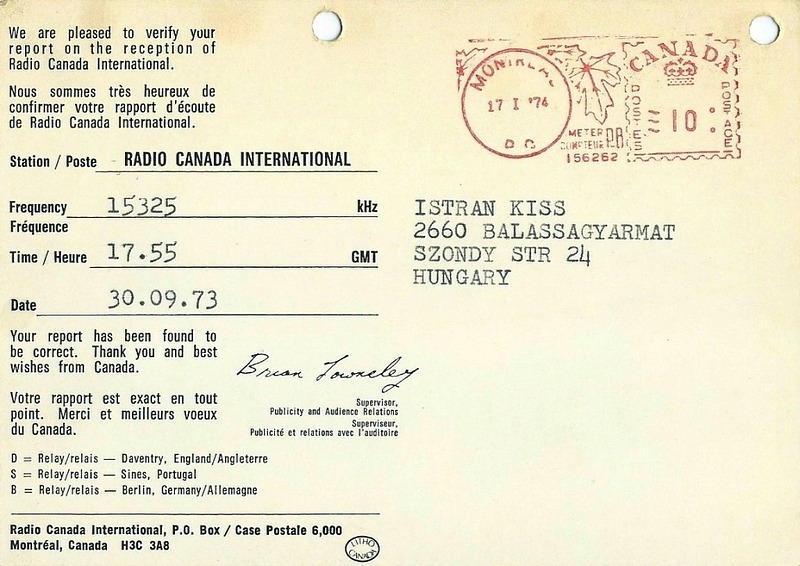 We are pleased to verify your
report on the reception of
Radio Canada International.
Nous sommes très heureux de
confirmer votre rapport d'écoute
de Radio Canada International.
Station / Poste - RADIO CANADA INTERNATIONAL
Frequency 15325 kHz
Fréquence
Time / Heure 17.55 GMT
Date 30.09.73
Your report has been found to
be correct. Thank you and best
wishes from Canada.
Votre rapport est exact en tout
point. Merci et meilleurs voeux
du Canada.
Brian Towneley
Supervisor,
Publicity and Audience Relations
Superviseur,
Publicité et relations avec l'auditoire
D = Relay/relais — Daventry, England/Angleterre
S = Relay/relais — Sines, Portugal
B = Relay/relais — Berlin, Germany/Allemagne
Radio Canada International, P.O. Box / Case Postale 6,000
Montréal, Canada H3C 3A8
LITHO
CANADA
MONTREAL
17 I '74
P Q
METER
COMPTEUR PB
156262
CANADA
POSTES
10
POSTAGE
ISTRAN KISS
2660 BALASSAGYARMAT
SZONDY STR 24
HUNGARY